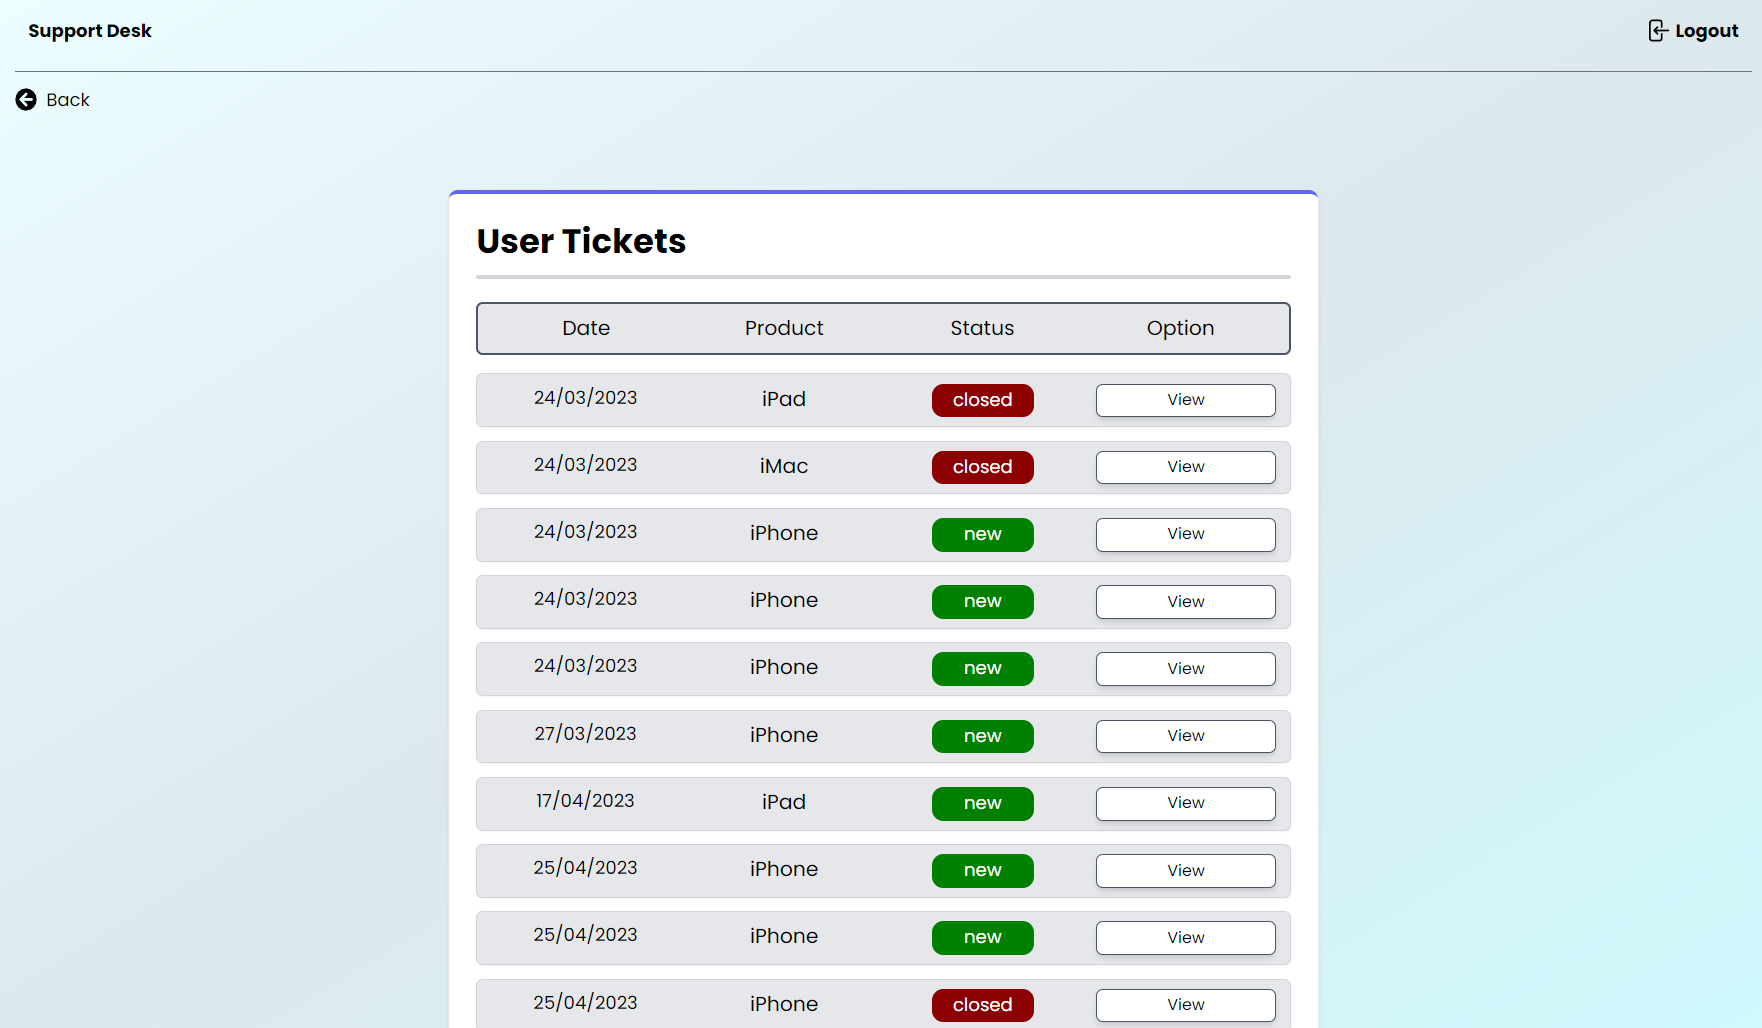 Support Desk Logout
Back
User Tickets
Date Product Status Option
24/03/2023 iPad closed View
24/03/2023 iMac closed View
24/03/2023 iPhone new View
24/03/2023 iPhone new View
24/03/2023 iPhone new View
27/03/2023 iPhone new View
17/04/2023 iPad new View
25/04/2023 iPhone new View
25/04/2023 iPhone new View
25/04/2023 iPhone closed View